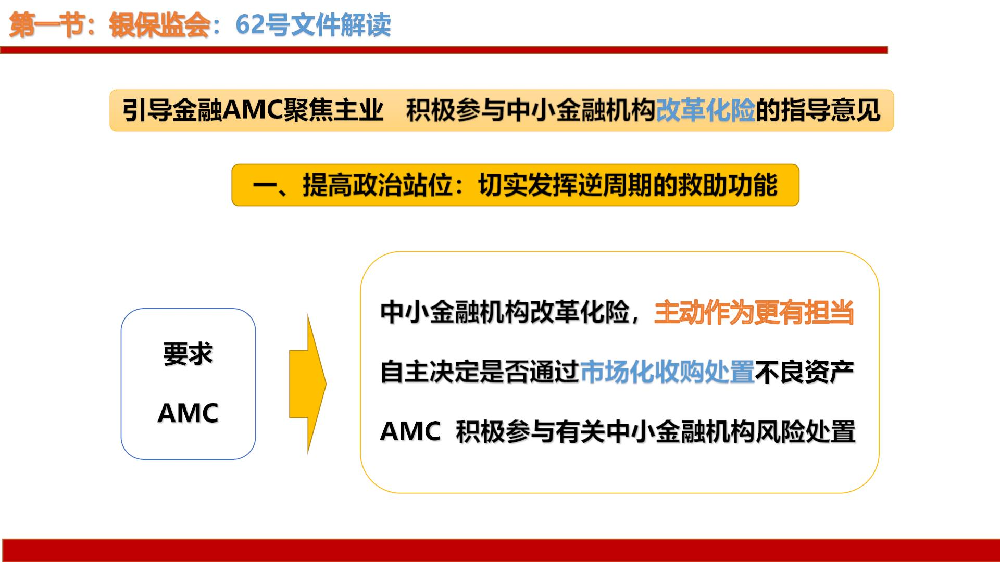 第一节：银保监会：62号文件解读
引导金融AMC聚焦主业 积极参与中小金融机构改革化险的指导意见
一、提高政治站位：切实发挥逆周期的救助功能
要求
AMC
中小金融机构改革化险，主动作为更有担当
自主决定是否通过市场化收购处置不良资产
AMC 积极参与有关中小金融机构风险处置